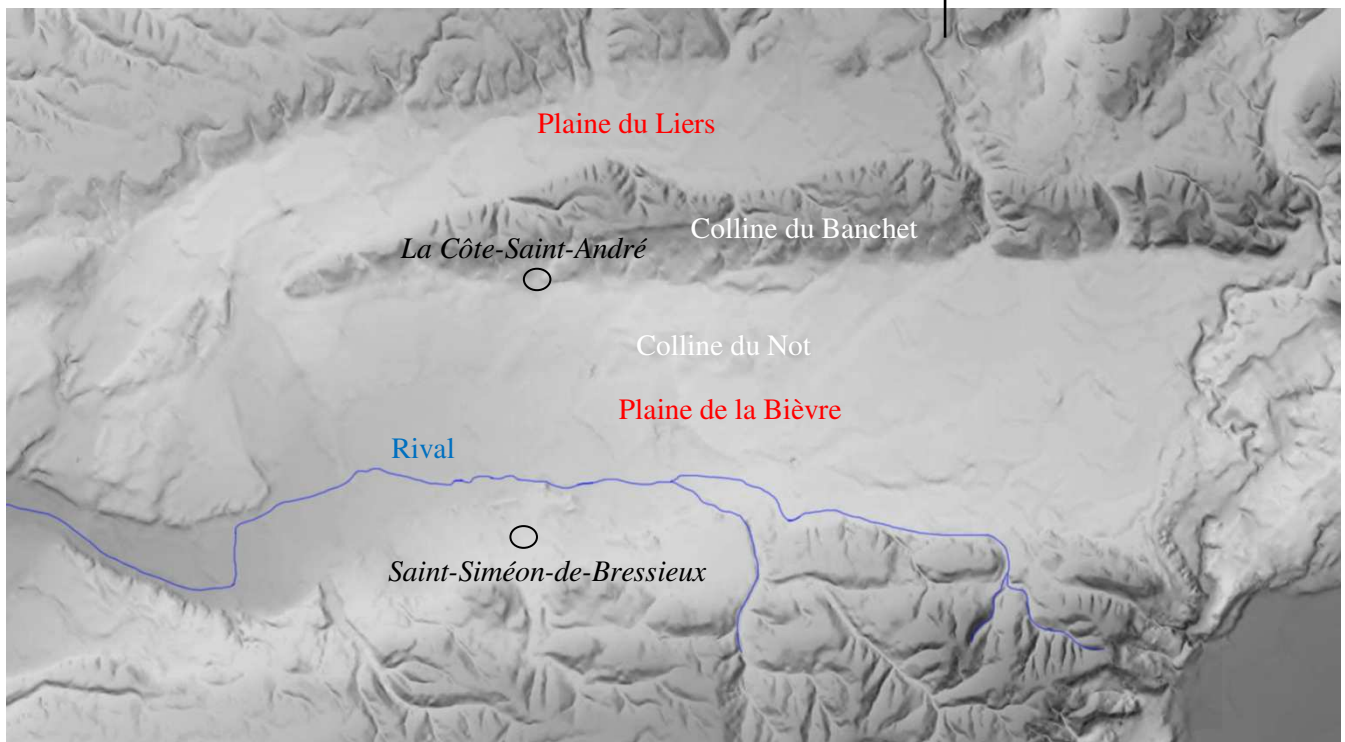 Plaine du Liers
Colline du Banchet
La Côte-Saint-André
Colline du Not
Plaine de la Bièvre
Rival
Saint-Siméon-de-Bressieux